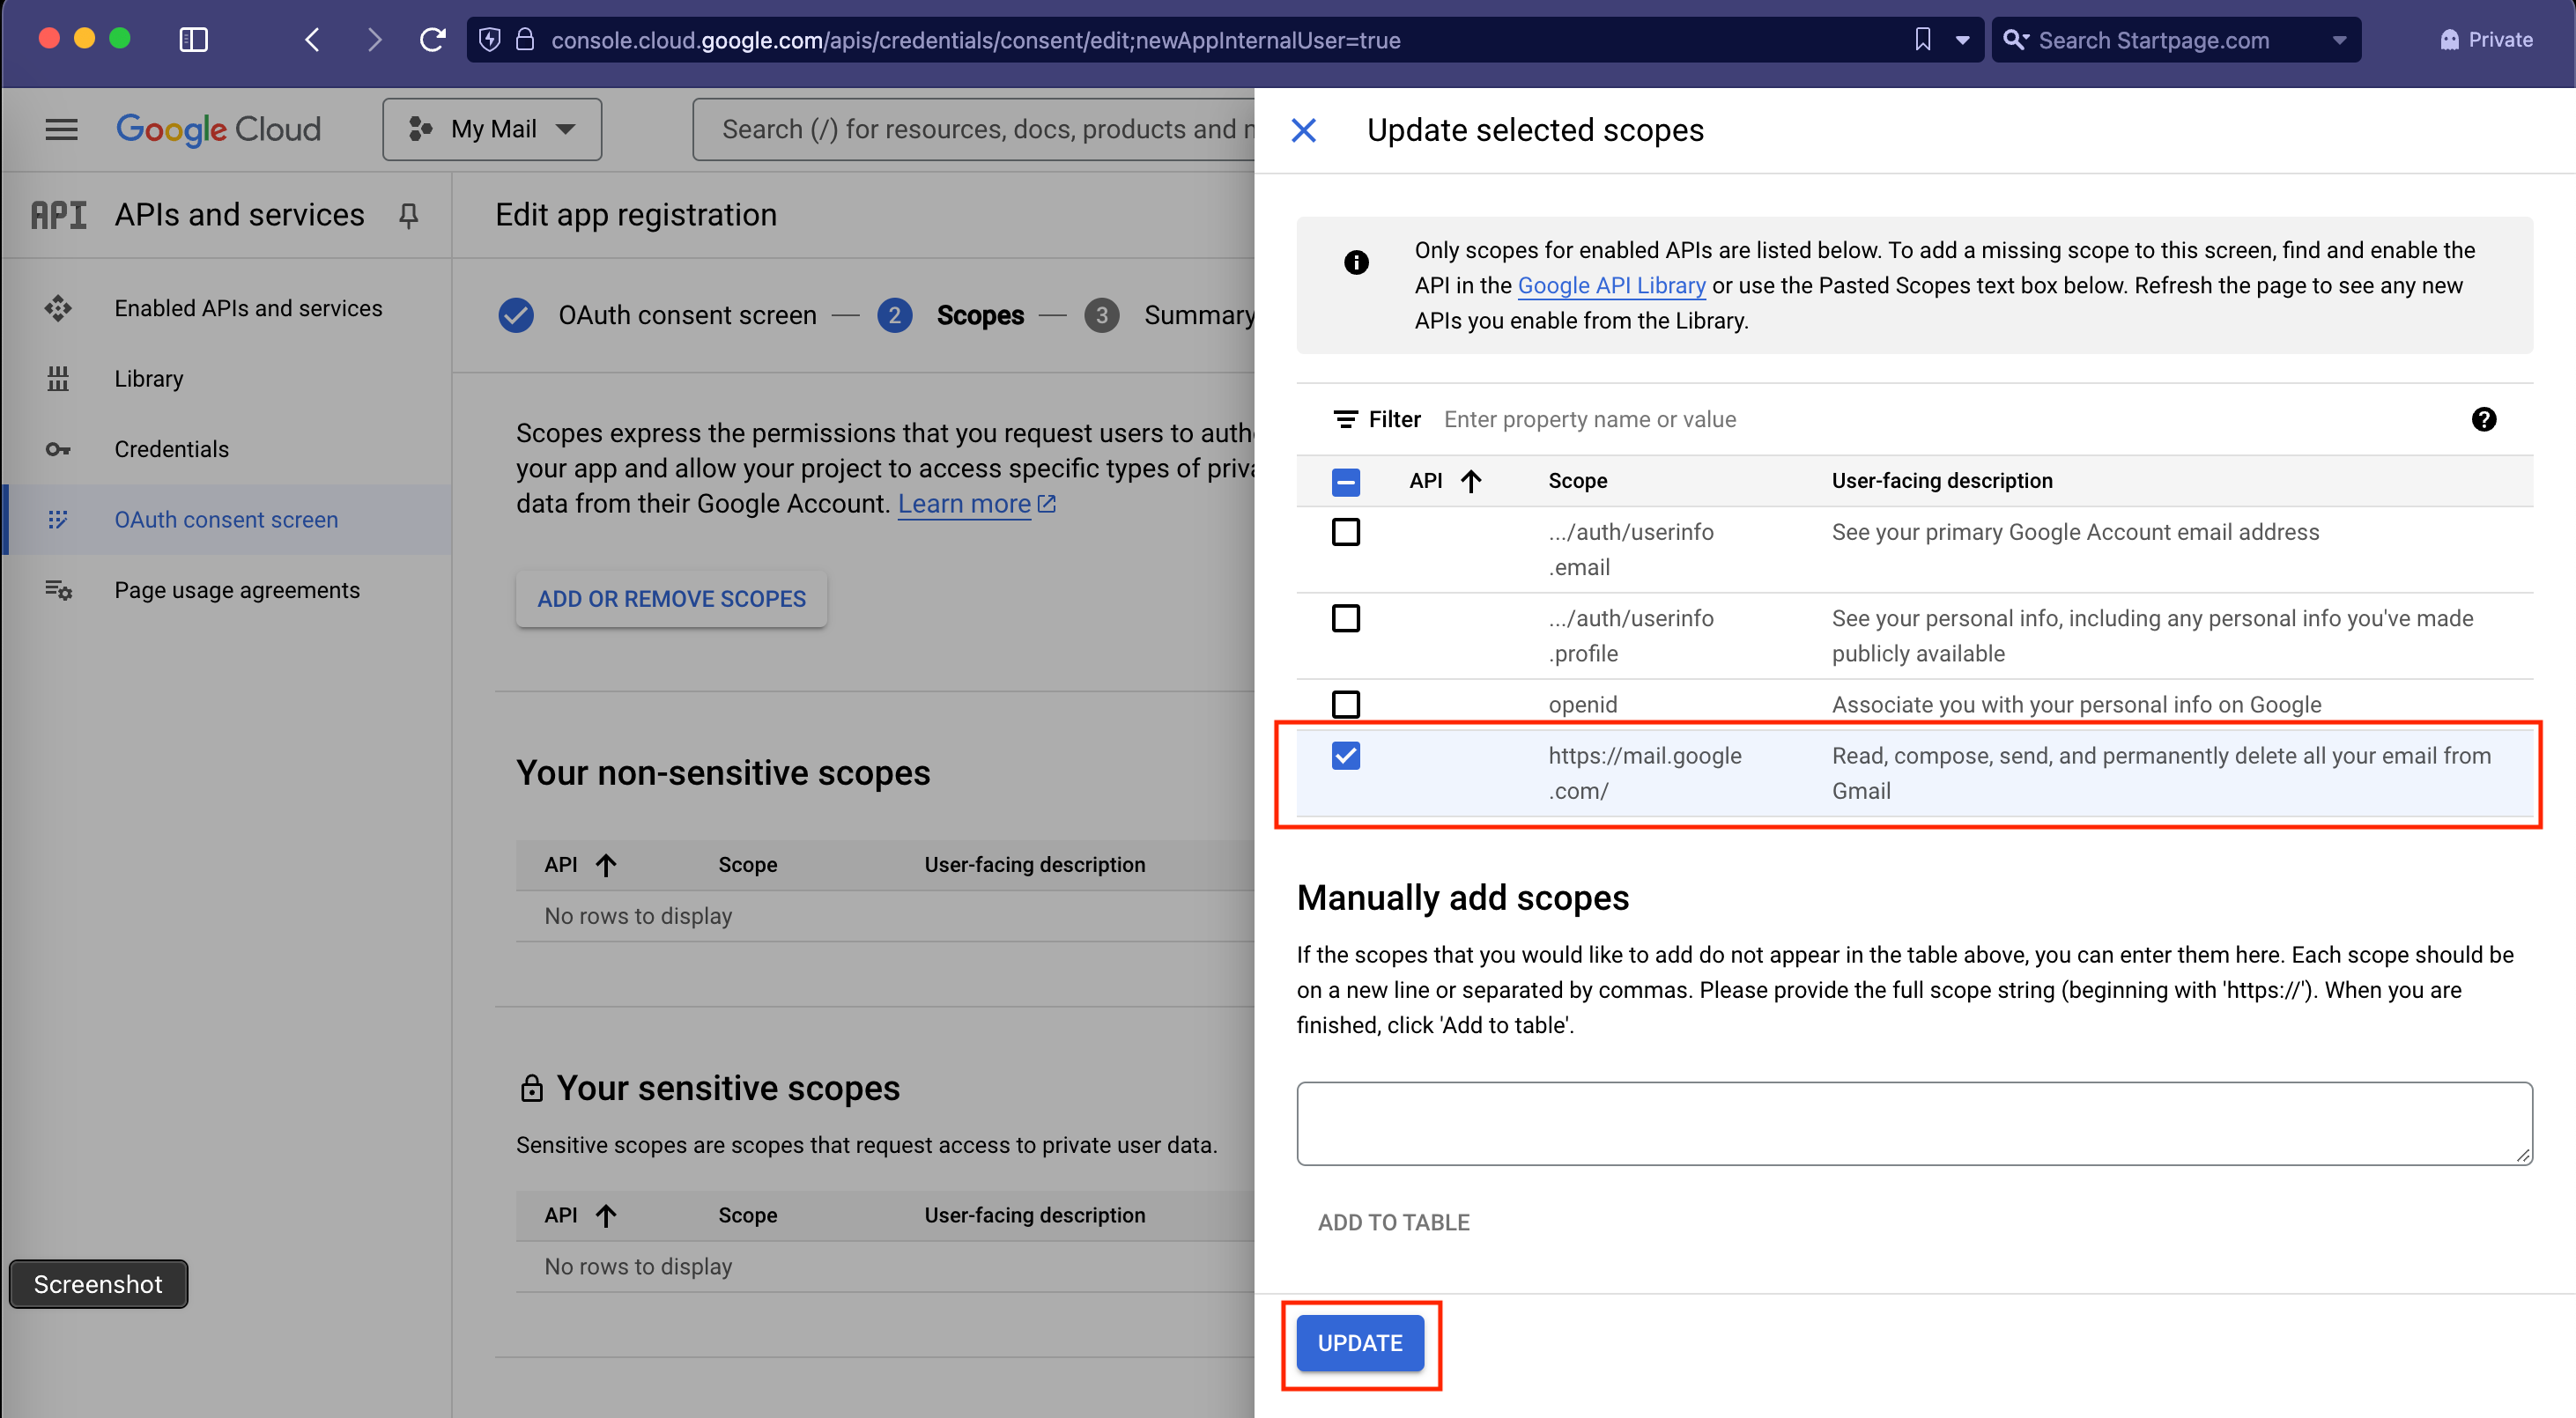 console.cloud.google.com/apis/credentials/consent/edit;newAppInternalUser=true
Search Startpage.com
Private
Google Cloud
My Mail
Search (/) for resources, docs, products and
API APIs and services
Enabled APIs and services
Library
Credentials
OAuth consent screen
Page usage agreements
Edit app registration
OAuth consent screen — 2 Scopes — 3 Summary
Scopes express the permissions that you request users to
your app and allow your project to access specific types of
data from their Google Account. Learn more
ADD OR REMOVE SCOPES
Your non-sensitive scopes
API Scope User-facing description
No rows to display
Your sensitive scopes
Sensitive scopes are scopes that request access to private user data.
API Scope User-facing description
No rows to display
Screenshot
Update selected scopes
Only scopes for enabled APIs are listed below. To add a missing scope to this screen, find and enable the
API in the Google API Library or use the Pasted Scopes text box below. Refresh the page to see any new
APIs you enable from the Library.
Filter Enter property name or value
API Scope User-facing description
.../auth/userinfo See your primary Google Account email address
.email
.../auth/userinfo See your personal info, including any personal info you've made
.profile publicly available
openid Associate you with your personal info on Google
https://mail.google Read, compose, send, and permanently delete all your email from
.com/ Gmail
Manually add scopes
If the scopes that you would like to add do not appear in the table above, you can enter them here. Each scope should be
on a new line or separated by commas. Please provide the full scope string (beginning with 'https://'). When you are
finished, click 'Add to table'.
ADD TO TABLE
UPDATE